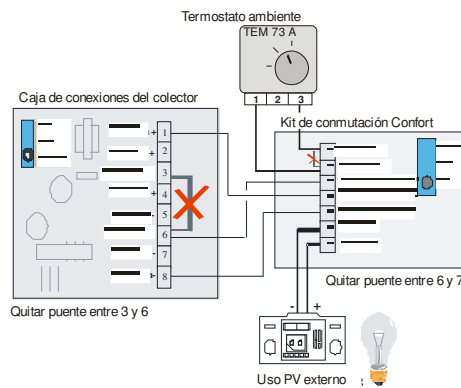 Termostato ambiente
TEM 73 A
1 2 3
Caja de conexiones del colector
Kit de conmutación Confort
1
+
2
+
3
4
+
5
-
6
7
-
8
-
Quitar puente entre 3 y 6
Quitar puente entre 6 y 7
- +
Uso PV externo